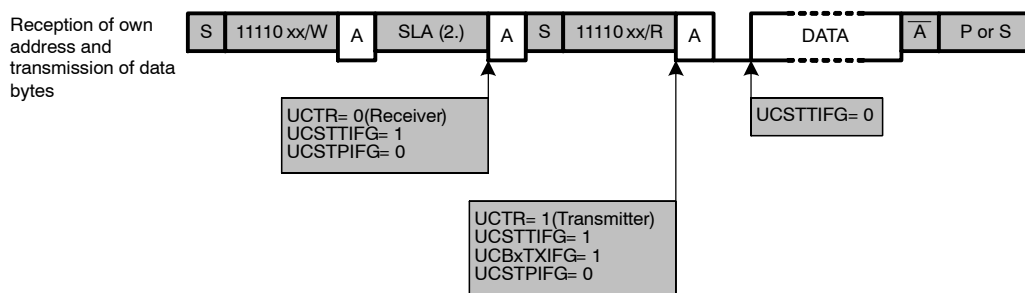 Reception of own
address and
transmission of data
bytes
S 11110 xx/W A SLA (2.) A S 11110 xx/R A DATA A P or S
UCTR= 0(Receiver)
UCSTTIFG= 1
UCSTPIFG= 0
UCSTTIFG= 0
UCTR= 1(Transmitter)
UCSTTIFG= 1
UCBxTXIFG= 1
UCSTPIFG= 0